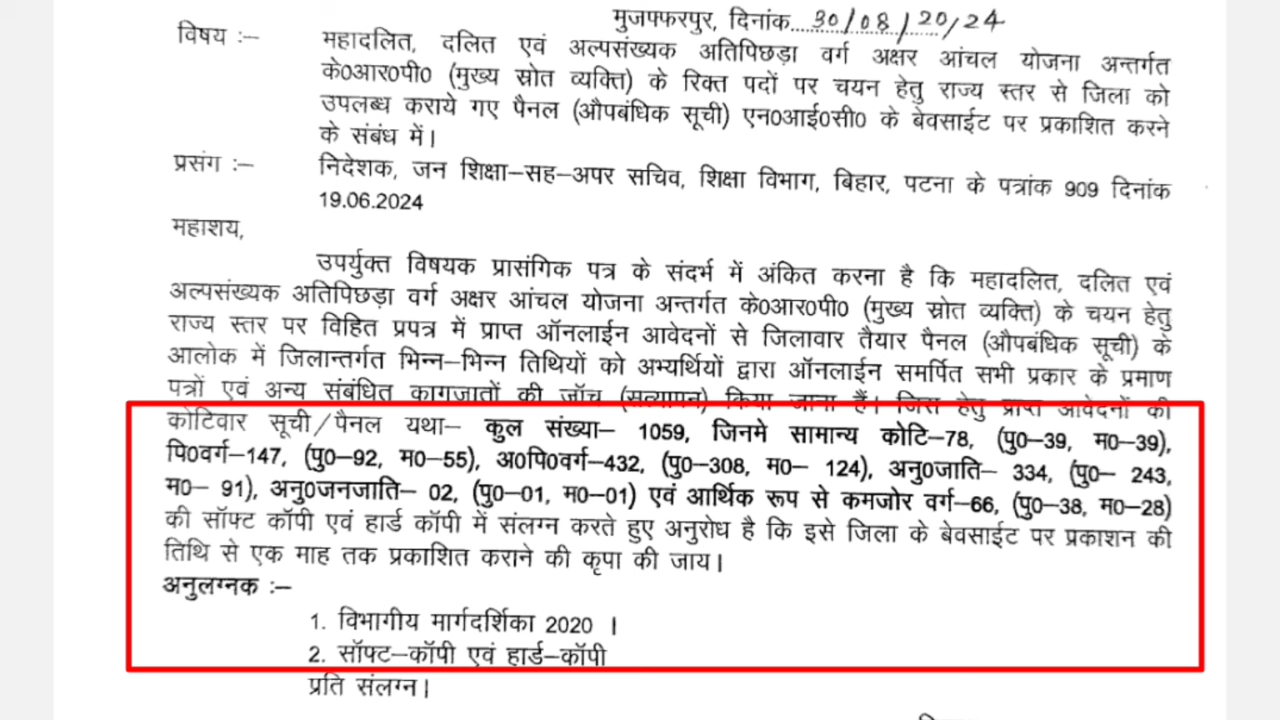 मुजफ्फरपुर, दिनांक...30/08/2024
विषय :– महादलित, दलित एवं अल्पसंख्यक अतिपिछड़ा वर्ग अक्षर आंचल योजना अन्तर्गत
के0आर0पी0 (मुख्य स्रोत व्यक्ति) के रिक्त पदों पर चयन हेतु राज्य स्तर से जिला को
उपलब्ध कराये गए पैनल (औपबंधिक सूची) एन0आई0सी0 के बेवसाईट पर प्रकाशित करने
के संबंध में।
प्रसंग :– निदेशक, जन शिक्षा–सह–अपर सचिव, शिक्षा विभाग, बिहार, पटना के पत्रांक 909 दिनांक
19.06.2024
महाशय,
उपर्युक्त विषयक प्रासंगिक पत्र के संदर्भ में अंकित करना है कि महादलित, दलित एवं
अल्पसंख्यक अतिपिछड़ा वर्ग अक्षर आंचल योजना अन्तर्गत के0आर0पी0 (मुख्य स्रोत व्यक्ति) के चयन हेतु
राज्य स्तर पर विहित प्रपत्र में प्राप्त ऑनलाईन आवेदनों से जिलावार तैयार पैनल (औपबंधिक सूची) के
आलोक में जिलान्तर्गत भिन्न–भिन्न तिथियों को अभ्यर्थियों द्वारा ऑनलाईन समर्पित सभी प्रकार के प्रमाण
पत्रों एवं अन्य संबंधित कागजातों की जॉच (सत्यापन) किया जाना हैं। जिस हेतु प्राप्त आवेदनों की
कोटिवार सूची/पैनल यथा– कुल संख्या– 1059, जिनमे सामान्य कोटि–78, (पु0–39, म0–39),
पि0वर्ग–147, (पु0–92, म0–55), अ0पि0वर्ग–432, (पु0–308, म0– 124), अनु0जाति– 334, (पु0– 243,
म0– 91), अनु0जनजाति– 02, (पु0–01, म0–01) एवं आर्थिक रूप से कमजोर वर्ग–66, (पु0–38, म0–28)
की सॉफ्ट कॉपी एवं हार्ड कॉपी में संलग्न करते हुए अनुरोध है कि इसे जिला के बेवसाईट पर प्रकाशन की
तिथि से एक माह तक प्रकाशित कराने की कृपा की जाय।
अनुलग्नक :–
1. विभागीय मार्गदर्शिका 2020 ।
2. सॉफ्ट–कॉपी एवं हार्ड–कॉपी
प्रति संलग्न।